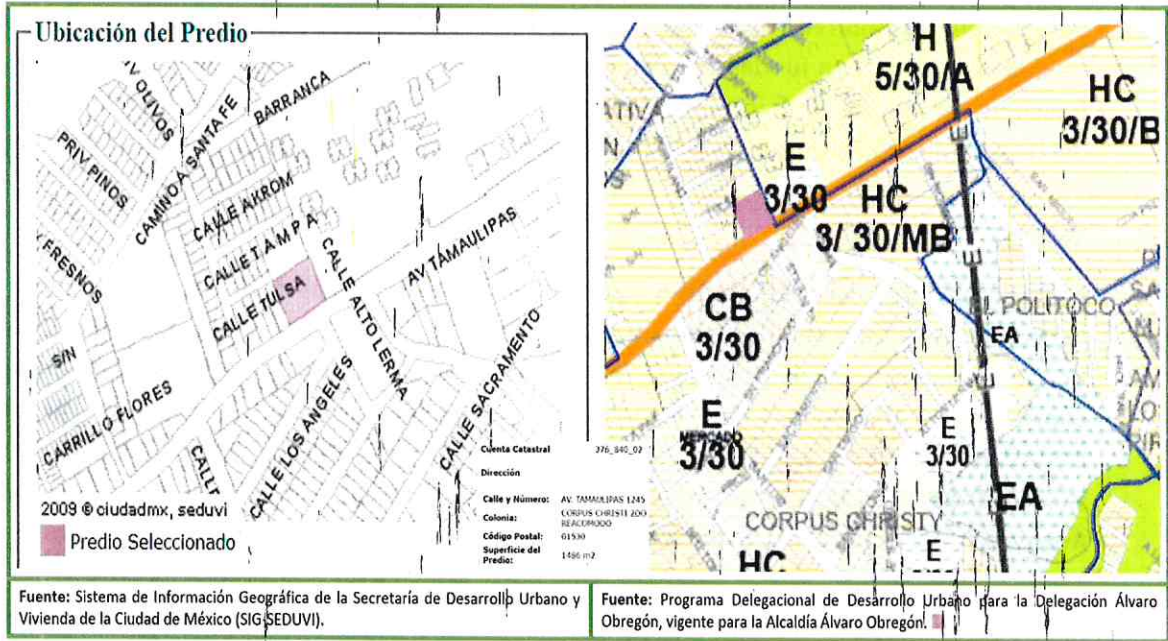 Ubicación del Predio
OLIVOS
PRIV PINOS
FRESNOS
CAMINO A SANTA FE
BARRANCA
CALLE AKROM
CALLE TAMPA
CALLE TULSA
CALLE ALTO LERMA
AV TAMAULIPAS
S/N
CARRILLO FLORES
CALLE LOS ANGELES
CALLE SACRAMENTO
2009 © ciudadmx, seduvi
Predio Seleccionado
Cuenta Catastral 376_840_02
Dirección
Calle y Número: AV. TAMAULIPAS 1245
Colonia: CORPUS CHRISTI 2DO
REACOMODO
Código Postal: 01530
Superficie del
Predio: 1486 m2
H
5/30/A
HC
3/30/B
E
3/30
HC
3/ 30/MB
CB
3/30
EL POLITOCO
EA
E
MERCADO
3/30
E
3/30
EA
CORPUS CHRISTY
E
HC
Fuente: Sistema de Información Geográfica de la Secretaría de Desarrollo Urbano y
Vivienda de la Ciudad de México (SIG-SEDUVI).
Fuente: Programa Delegacional de Desarrollo Urbano para la Delegación Álvaro
Obregón, vigente para la Alcaldía Álvaro Obregón.